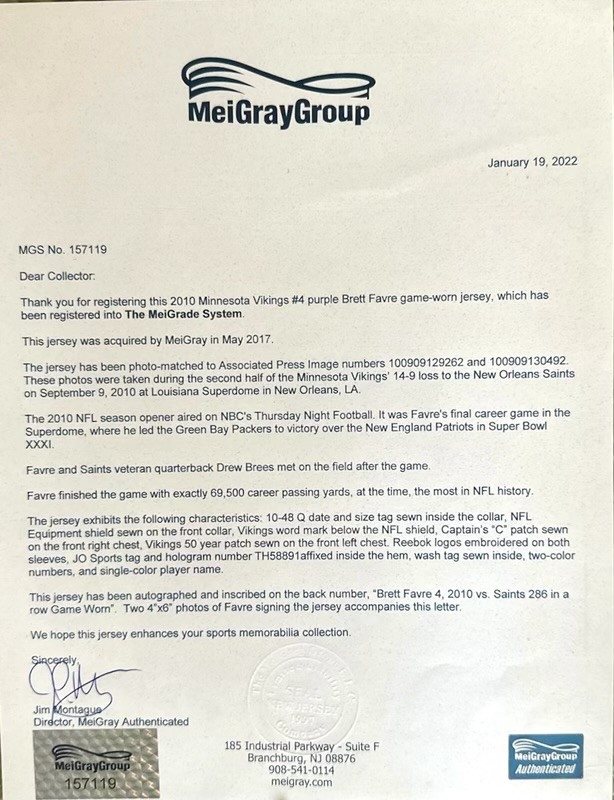 MeiGrayGroup
January 19, 2022
MGS No. 157119
Dear Collector:
Thank you for registering this 2010 Minnesota Vikings #4 purple Brett Favre game-worn jersey, which has
been registered into The MeiGrade System.
This jersey was acquired by MeiGray in May 2017.
The jersey has been photo-matched to Associated Press Image numbers 100909129262 and 100909130492.
These photos were taken during the second half of the Minnesota Vikings' 14-9 loss to the New Orleans Saints
on September 9, 2010 at Louisiana Superdome in New Orleans, LA.
The 2010 NFL season opener aired on NBC's Thursday Night Football. It was Favre's final career game in the
Superdome, where he led the Green Bay Packers to victory over the New England Patriots in Super Bowl
XXXI.
Favre and Saints veteran quarterback Drew Brees met on the field after the game.
Favre finished the game with exactly 69,500 career passing yards, at the time, the most in NFL history.
The jersey exhibits the following characteristics: 10-48 Q date and size tag sewn inside the collar, NFL
Equipment shield sewn on the front collar, Vikings word mark below the NFL shield, Captain's "C" patch sewn
on the front right chest, Vikings 50 year patch sewn on the front left chest. Reebok logos embroidered on both
sleeves, JO Sports tag and hologram number TH58891affixed inside the hem, wash tag sewn inside, two-color
numbers, and single-color player name.
This jersey has been autographed and inscribed on the back number, "Brett Favre 4, 2010 vs. Saints 286 in a
row Game Worn". Two 4"x6" photos of Favre signing the jersey accompanies this letter.
We hope this jersey enhances your sports memorabilia collection.
Sincerely,
Jim Montague
Director, MeiGray Authenticated
SEAL
NEW JERSEY
1997
MeiGrayGroup
157119
185 Industrial Parkway - Suite F
Branchburg, NJ 08876
908-541-0114
meigray.com
MeiGrayGroup
Authenticated